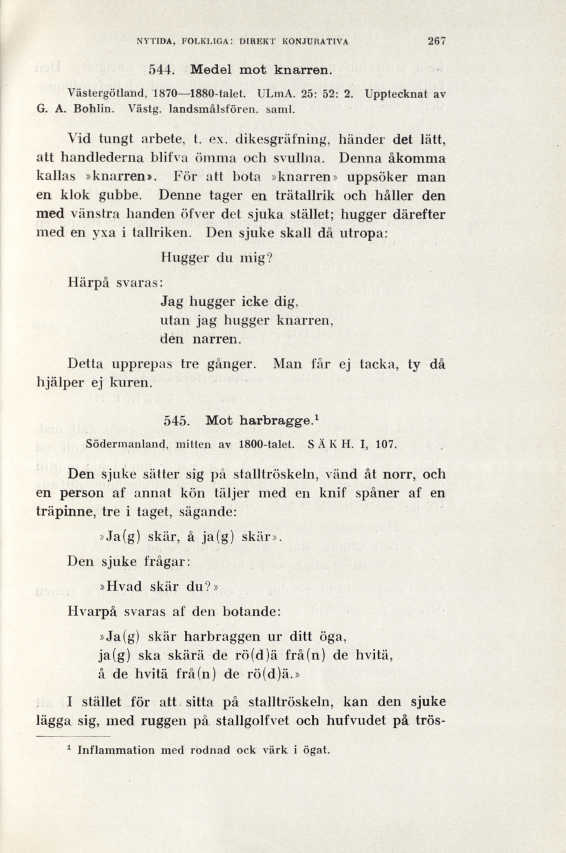 NYTIDA, FOLKLIGA: DIREKT KONJURATIVA 267
544. Medel mot knarren.
Västergötland, 1870—1880-talet. ULmA. 25: 52: 2. Upptecknat av
G. A. Bohlin. Västg. landsmålsfören. saml.
Vid tungt arbete, t. ex. dikesgräfning, händer det lätt,
att handlederna blifva ömma och svullna. Denna åkomma
kallas »knarren». För att bota »knarren» uppsöker man
en klok gubbe. Denne tager en trätallrik och håller den
med vänstra handen öfver det sjuka stället; hugger därefter
med en yxa i tallriken. Den sjuke skall då utropa:
Hugger du mig?
Härpå svaras:
Jag hugger icke dig,
utan jag hugger knarren,
den narren.
Detta upprepas tre gånger. Man får ej tacka, ty då
hjälper ej kuren.
545. Mot harbragge.¹
Södermanland, mitten av 1800-talet. SÄKH. I, 107.
Den sjuke sätter sig på stalltröskeln, vänd åt norr, och
en person af annat kön täljer med en knif spåner af en
träpinne, tre i taget, sägande:
»Ja(g) skär, å ja(g) skär».
Den sjuke frågar:
»Hvad skär du?»
Hvarpå svaras af den botande:
»Ja(g) skär harbraggen ur ditt öga,
ja(g) ska skärä de rö(d)ä frå(n) de hvitä,
å de hvitä frå(n) de rö(d)ä.»
I stället för att sitta på stalltröskeln, kan den sjuke
lägga sig, med ruggen på stallgolfvet och hufvudet på trös-
¹ Inflammation med rodnad ock värk i ögat.